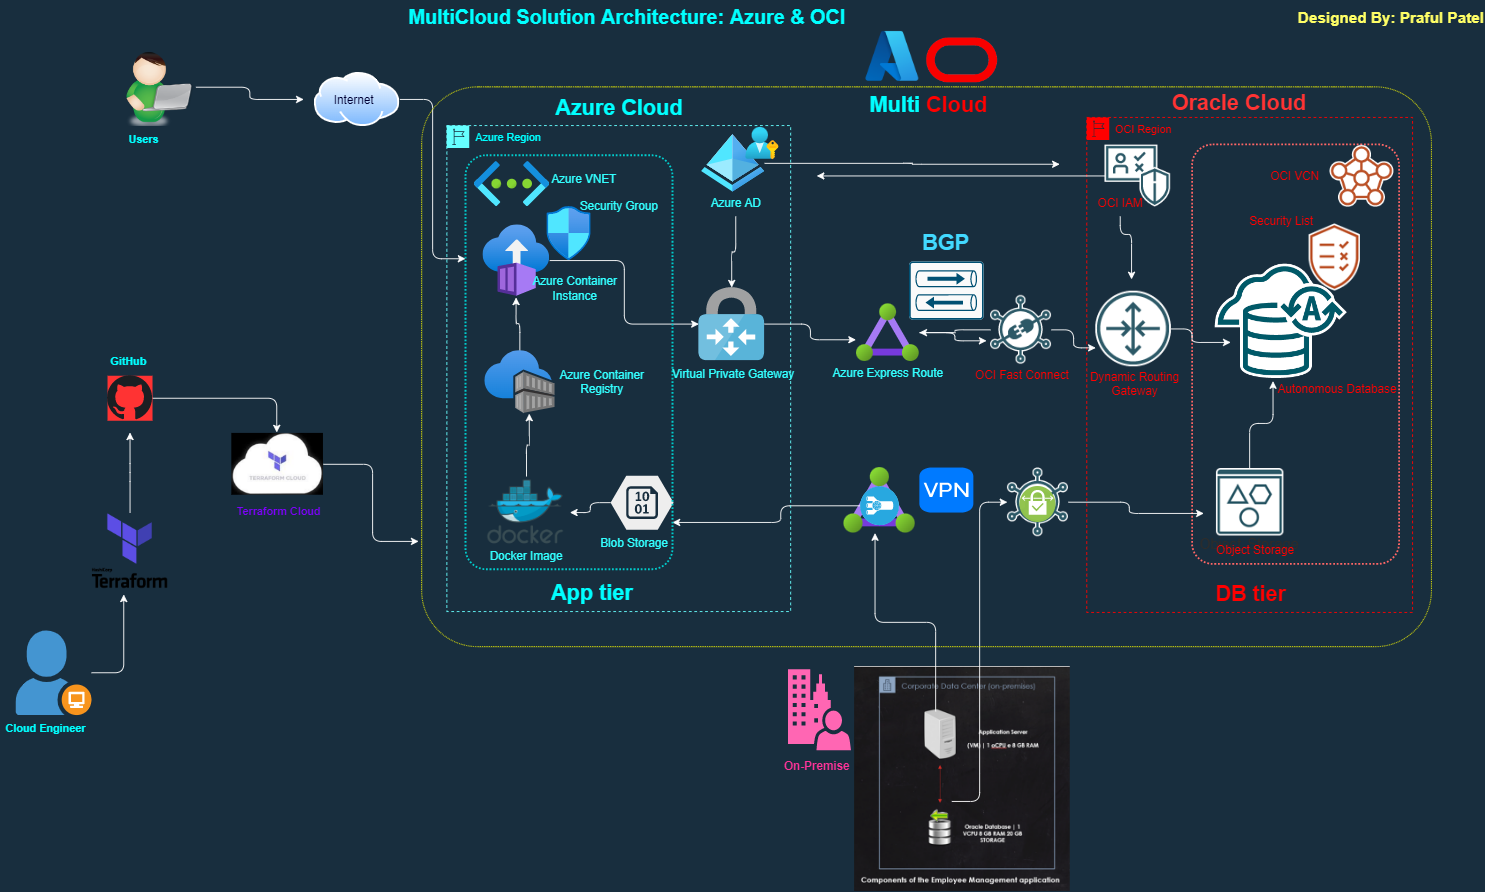 MultiCloud Solution Architecture: Azure & OCI
Designed By: Praful Patel
Users
Internet
Multi Cloud
Azure Cloud
Oracle Cloud
Azure Region
OCI Region
Azure VNET
Security Group
Azure AD
OCI IAM
OCI VCN
Security List
Azure Container
Instance
BGP
Virtual Private Gateway
Azure Express Route
OCI Fast Connect
Dynamic Routing
Gateway
Autonomous Database
A
Azure Container
Registry
GitHub
TERRAFORM CLOUD
Terraform Cloud
Terraform
Cloud Engineer
docker
Docker Image
10
01
Blob Storage
VPN
Object Storage
App tier
DB tier
On-Premise
Corporate Data Center (on-premises)
Application Server
(VM) | 1 oCPU e 8 GB RAM
Oracle Database | 1
VCPU 8 GB RAM 20 GB
STORAGE
Components of the Employee Management application